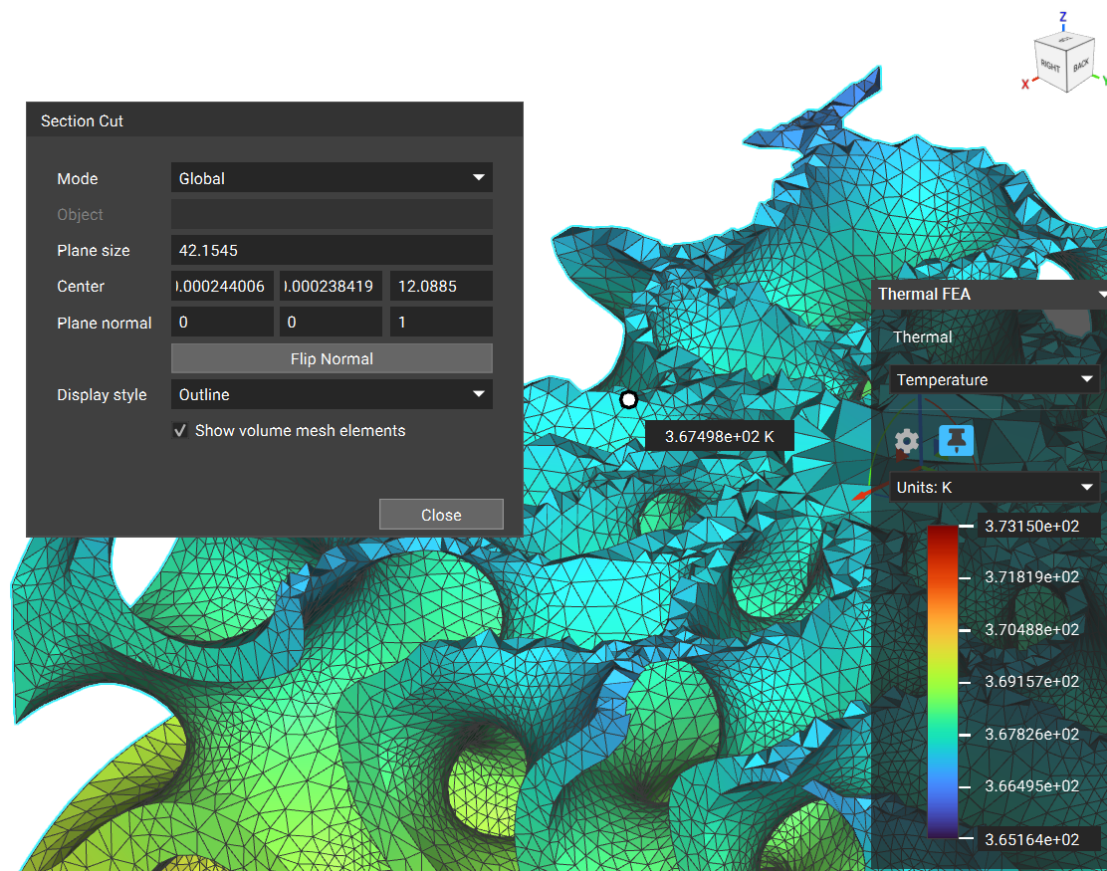 Z
TOP
RIGHT
BACK
X
Y
Section Cut
Mode
Global
Object
Plane size
42.1545
Center
).000244006
).000238419
12.0885
Plane normal
0
0
1
Flip Normal
Display style
Outline
Show volume mesh elements
Close
3.67498e+02 K
Thermal FEA
Thermal
Temperature
Units: K
3.73150e+02
3.71819e+02
3.70488e+02
3.69157e+02
3.67826e+02
3.66495e+02
3.65164e+02